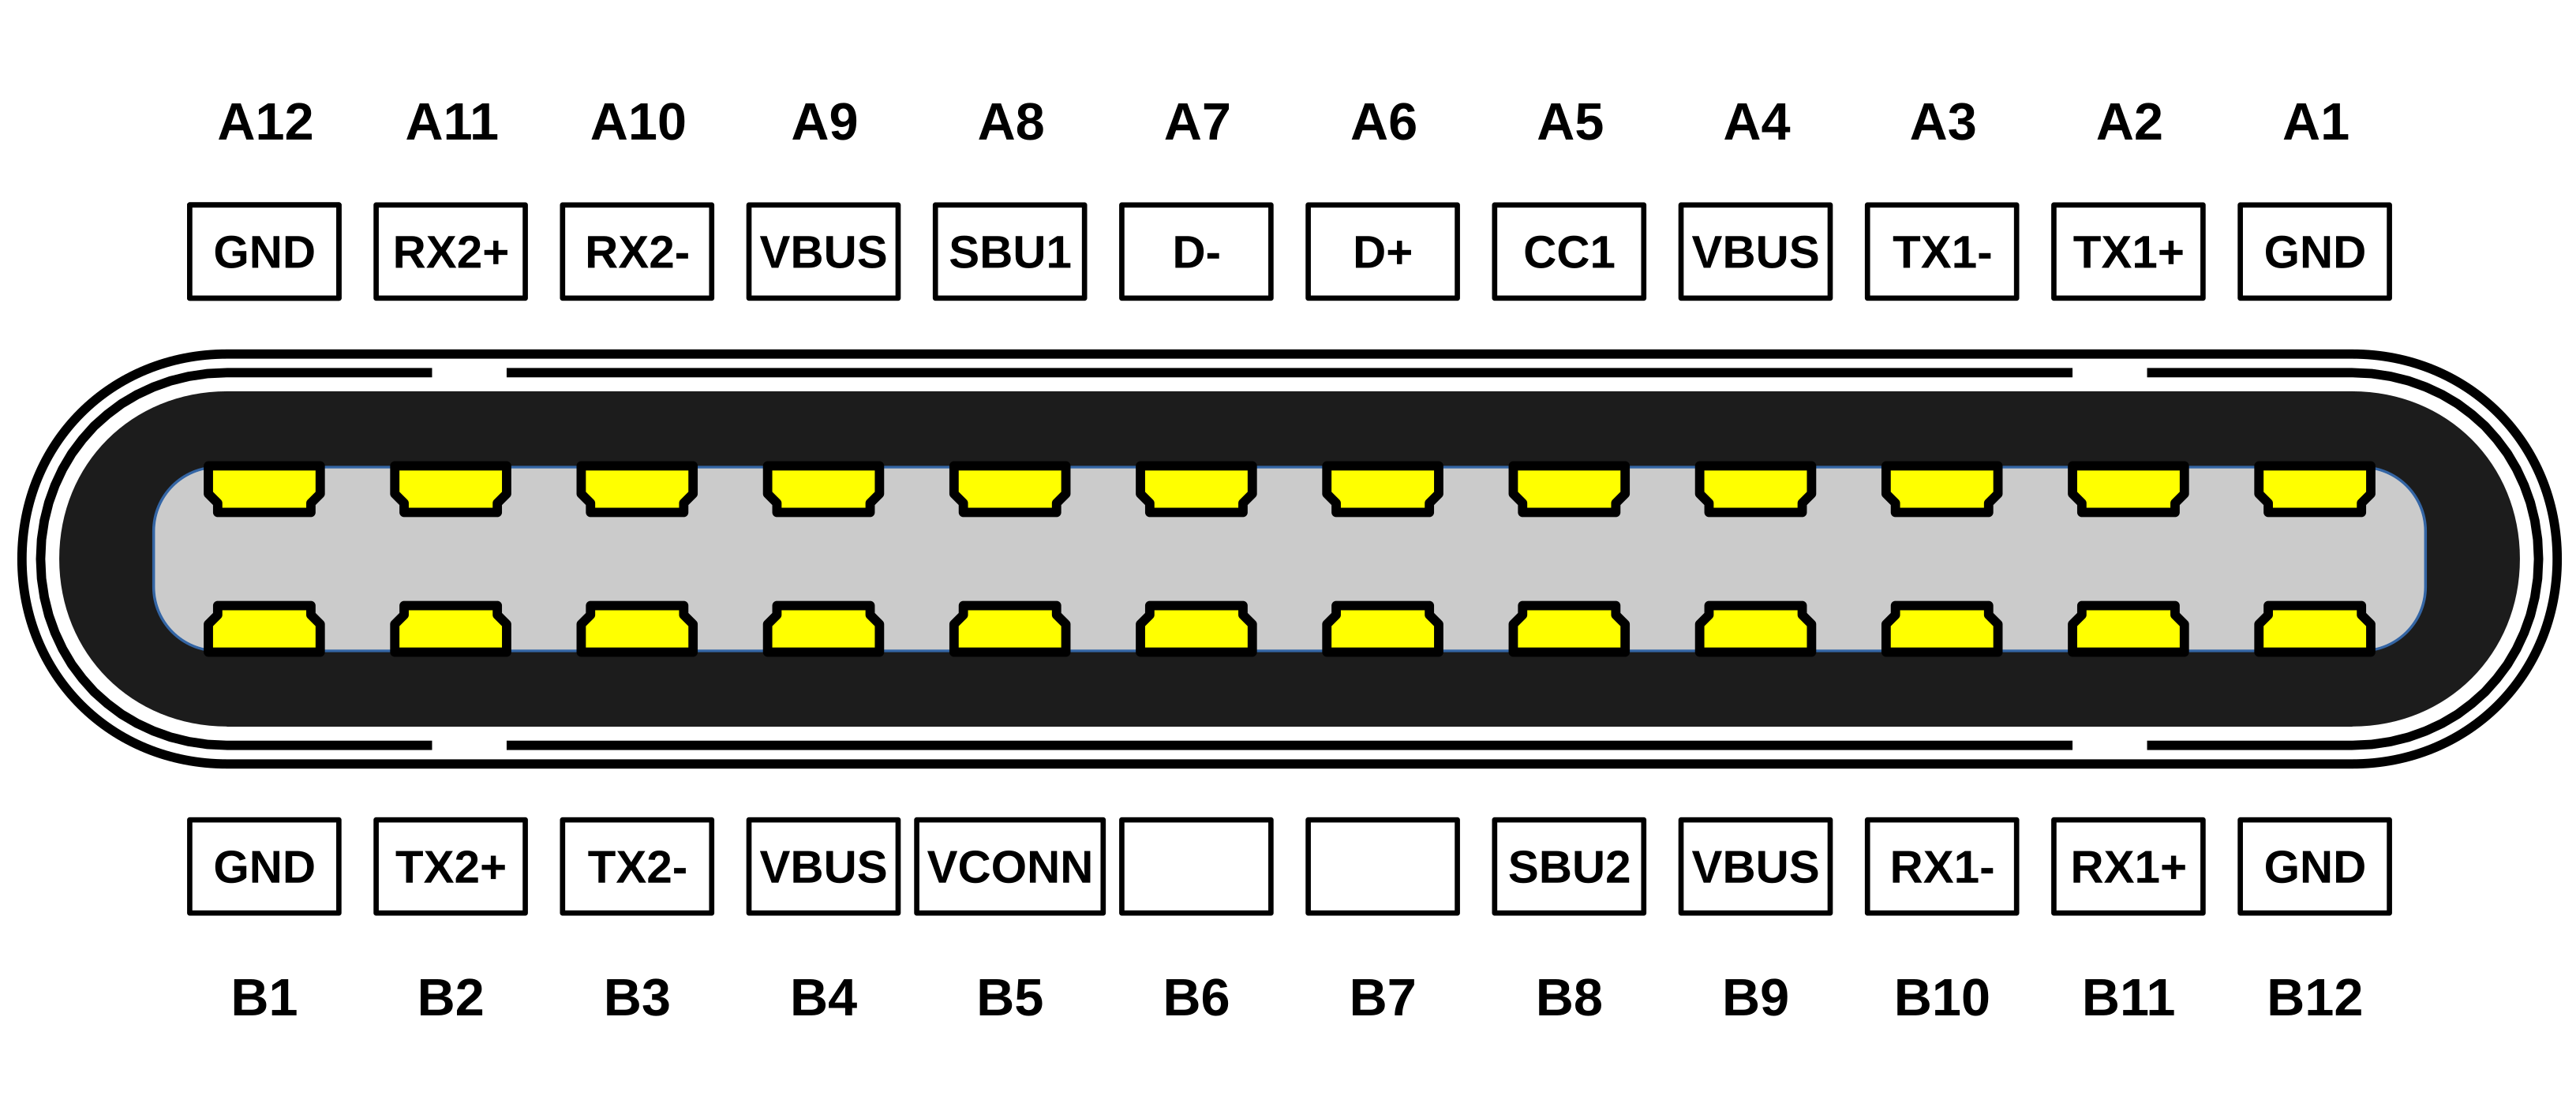 A12 A11 A10 A9 A8 A7 A6 A5 A4 A3 A2 A1
GND RX2+ RX2- VBUS SBU1 D- D+ CC1 VBUS TX1- TX1+ GND
GND TX2+ TX2- VBUS VCONN SBU2 VBUS RX1- RX1+ GND
B1 B2 B3 B4 B5 B6 B7 B8 B9 B10 B11 B12